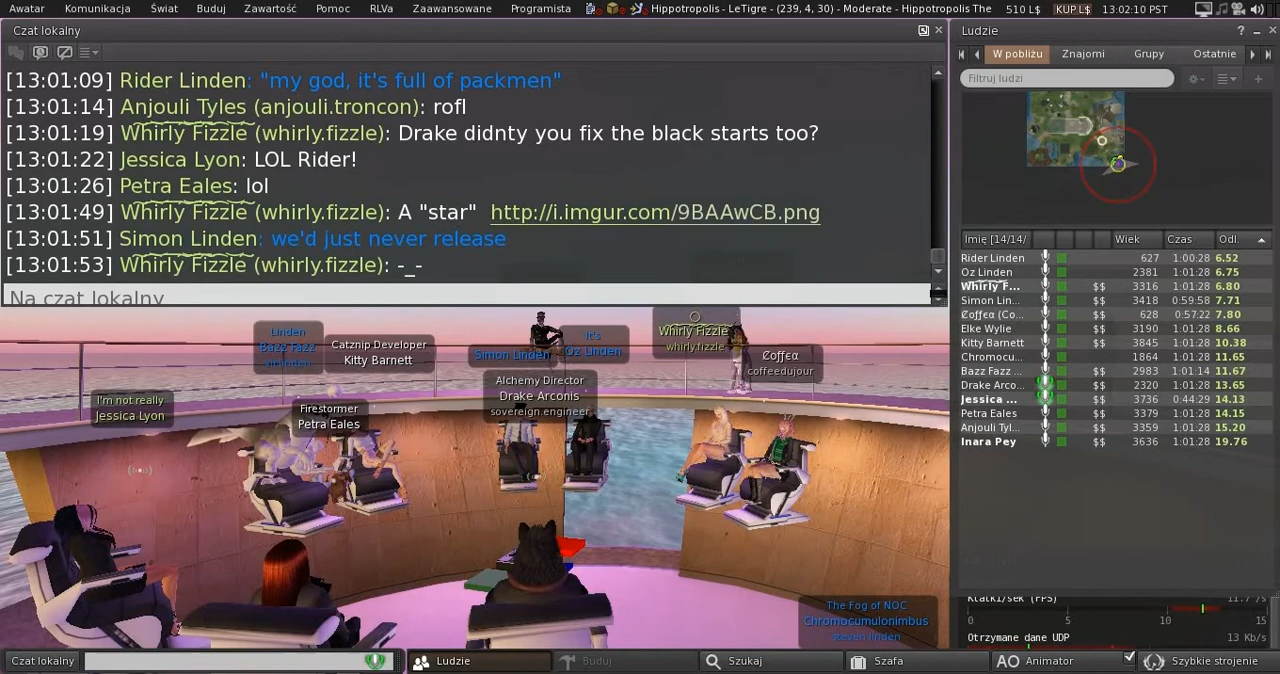 Awatar Komunikacja Świat Buduj Zawartość Pomoc RLVa Zaawansowane Programista Hippotropolis - LeTigre - (239, 4, 30) - Moderate - Hippotropolis The 510 L$ KUP L$ 13:02:10 PST
Czat lokalny
[13:01:09] Rider Linden: "my god, it's full of packmen"
[13:01:14] Anjouli Tyles (anjouli.troncon): rofl
[13:01:19] Whirly Fizzle (whirly.fizzle): Drake didnty you fix the black starts too?
[13:01:22] Jessica Lyon: LOL Rider!
[13:01:26] Petra Eales: lol
[13:01:49] Whirly Fizzle (whirly.fizzle): A "star" http://i.imgur.com/9BAAwCB.png
[13:01:51] Simon Linden: we'd just never release
[13:01:53] Whirly Fizzle (whirly.fizzle): -_-
Na czat lokalny
Ludzie
?
W pobliżu Znajomi Grupy Ostatnie
Filtruj ludzi
Imię [14/14/ Wiek Czas Odl.
Rider Linden 627 1:00:28 6.52
Oz Linden 2381 1:01:28 6.75
Whirly F... $$ 3316 1:01:28 6.80
Simon Lin... $$ 3418 0:59:58 7.71
Ȼoffeα (Co... $$ 628 0:57:22 7.80
Elke Wylie $$ 3190 1:01:28 8.66
Kitty Barnett $$ 3845 1:01:28 10.38
Chromocu... 1864 1:01:28 11.65
Bazz Fazz ... $$ 2983 1:01:14 11.67
Drake Arco... $$ 2320 1:01:28 13.65
Jessica ... $$ 3736 0:44:29 14.13
Petra Eales $$ 3379 1:01:28 14.15
Anjouli Tyl... $$ 3359 1:01:28 15.20
Inara Pey $$ 3636 1:01:28 19.76
Klatki/sek (FPS) 11.7 /s
0 5 10 15
Otrzymane dane UDP 13 Kb/s
Linden
Bazz Fazz
Catznip Developer
Kitty Barnett
Simon Linden
It's
Oz Linden
Whirly Fizzle
whirly.fizzle
Ȼoffeα
coffeedujour
Alchemy Director
Drake Arconis
sovereign.engineer
I'm not really
Jessica Lyon
Firestormer
Petra Eales
The Fog of NOC
Chromocumulonimbus
steven linden
Czat lokalny Ludzie Buduj Szukaj Szafa AO Animator Szybkie strojenie